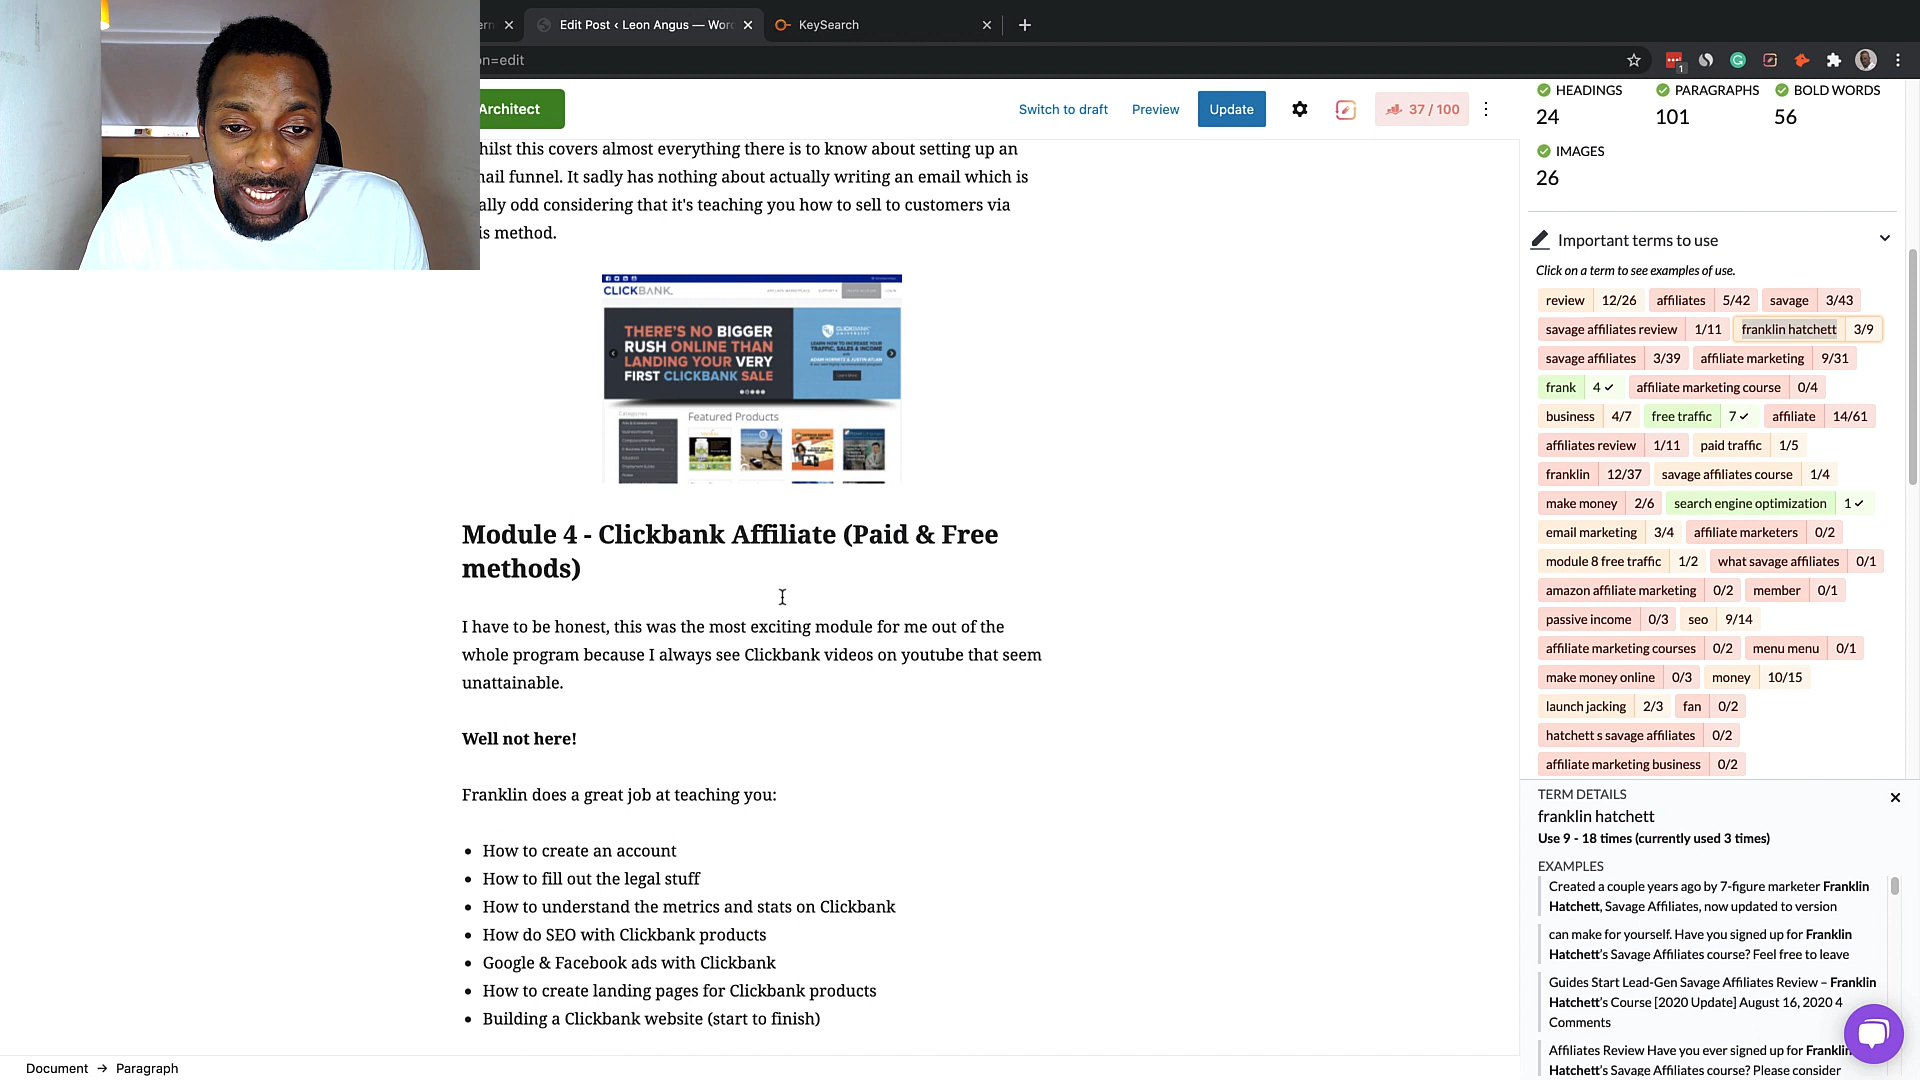 Edit Post ‹ Leon Angus — Wor
KeySearch
on=edit
Architect
Switch to draft
Preview
Update
37 / 100
hilst this covers almost everything there is to know about setting up an
ail funnel. It sadly has nothing about actually writing an email which is
ally odd considering that it's teaching you how to sell to customers via
is method.
CLICKBANK
THERE'S NO BIGGER
RUSH ONLINE THAN
LANDING YOUR VERY
FIRST CLICKBANK SALE
CLICKBANK
UNIVERSITY
Featured Products
Module 4 - Clickbank Affiliate (Paid & Free
methods)
I have to be honest, this was the most exciting module for me out of the
whole program because I always see Clickbank videos on youtube that seem
unattainable.
Well not here!
Franklin does a great job at teaching you:
How to create an account
How to fill out the legal stuff
How to understand the metrics and stats on Clickbank
How do SEO with Clickbank products
Google & Facebook ads with Clickbank
How to create landing pages for Clickbank products
Building a Clickbank website (start to finish)
Document → Paragraph
HEADINGS PARAGRAPHS BOLD WORDS
24 101 56
IMAGES
26
Important terms to use
Click on a term to see examples of use.
review 12/26 affiliates 5/42 savage 3/43
savage affiliates review 1/11 franklin hatchett 3/9
savage affiliates 3/39 affiliate marketing 9/31
frank 4 ✓ affiliate marketing course 0/4
business 4/7 free traffic 7 ✓ affiliate 14/61
affiliates review 1/11 paid traffic 1/5
franklin 12/37 savage affiliates course 1/4
make money 2/6 search engine optimization 1 ✓
email marketing 3/4 affiliate marketers 0/2
module 8 free traffic 1/2 what savage affiliates 0/1
amazon affiliate marketing 0/2 member 0/1
passive income 0/3 seo 9/14
affiliate marketing courses 0/2 menu menu 0/1
make money online 0/3 money 10/15
launch jacking 2/3 fan 0/2
hatchett s savage affiliates 0/2
affiliate marketing business 0/2
TERM DETAILS
franklin hatchett
Use 9 - 18 times (currently used 3 times)
EXAMPLES
Created a couple years ago by 7-figure marketer Franklin
Hatchett, Savage Affiliates, now updated to version
can make for yourself. Have you signed up for Franklin
Hatchett's Savage Affiliates course? Feel free to leave
Guides Start Lead-Gen Savage Affiliates Review – Franklin
Hatchett's Course [2020 Update] August 16, 2020 4
Comments
Affiliates Review Have you ever signed up for Franklin
Hatchett's Savage Affiliates course? Please consider